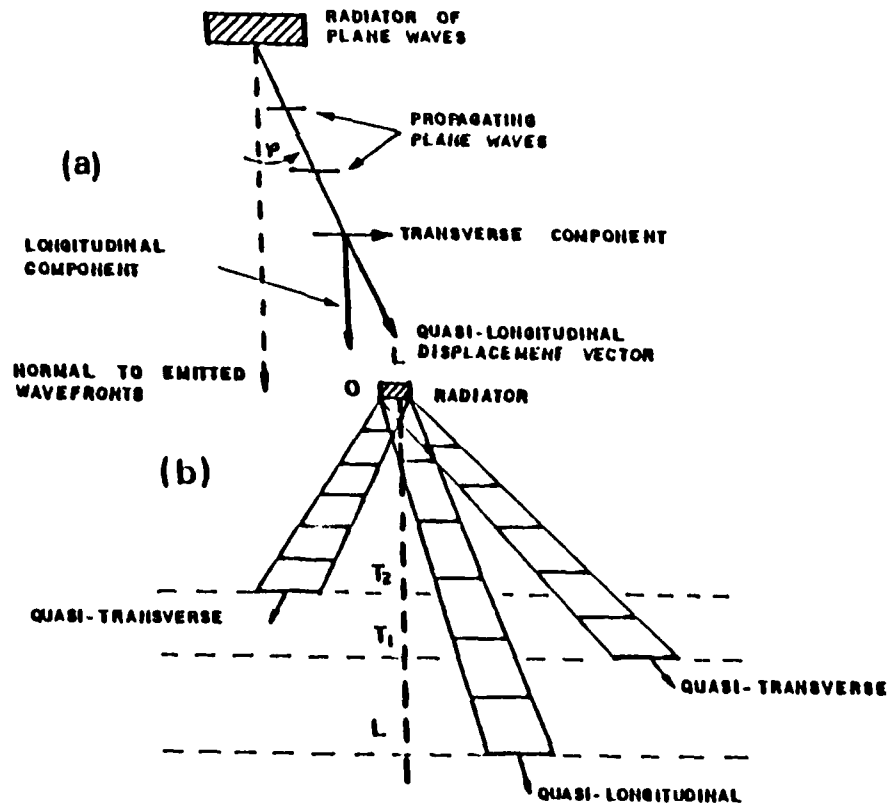 RADIATOR OF
PLANE WAVES
PROPAGATING
PLANE WAVES
φ
(a)
TRANSVERSE COMPONENT
LONGITUDINAL
COMPONENT
QUASI-LONGITUDINAL
DISPLACEMENT VECTOR
L
NORMAL TO EMITTED
WAVEFRONTS
O
RADIATOR
(b)
T₂
QUASI-TRANSVERSE
T₁
QUASI-TRANSVERSE
L
QUASI-LONGITUDINAL